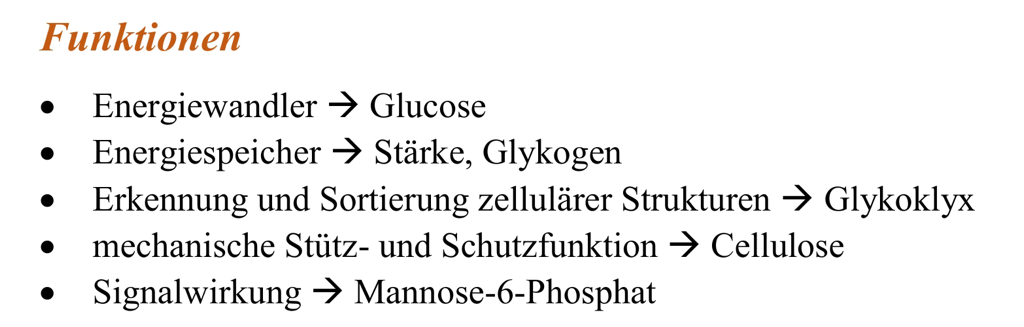 Funktionen
• Energiewandler → Glucose
• Energiespeicher → Stärke, Glykogen
• Erkennung und Sortierung zellulärer Strukturen → Glykoklyx
• mechanische Stütz- und Schutzfunktion → Cellulose
• Signalwirkung → Mannose-6-Phosphat